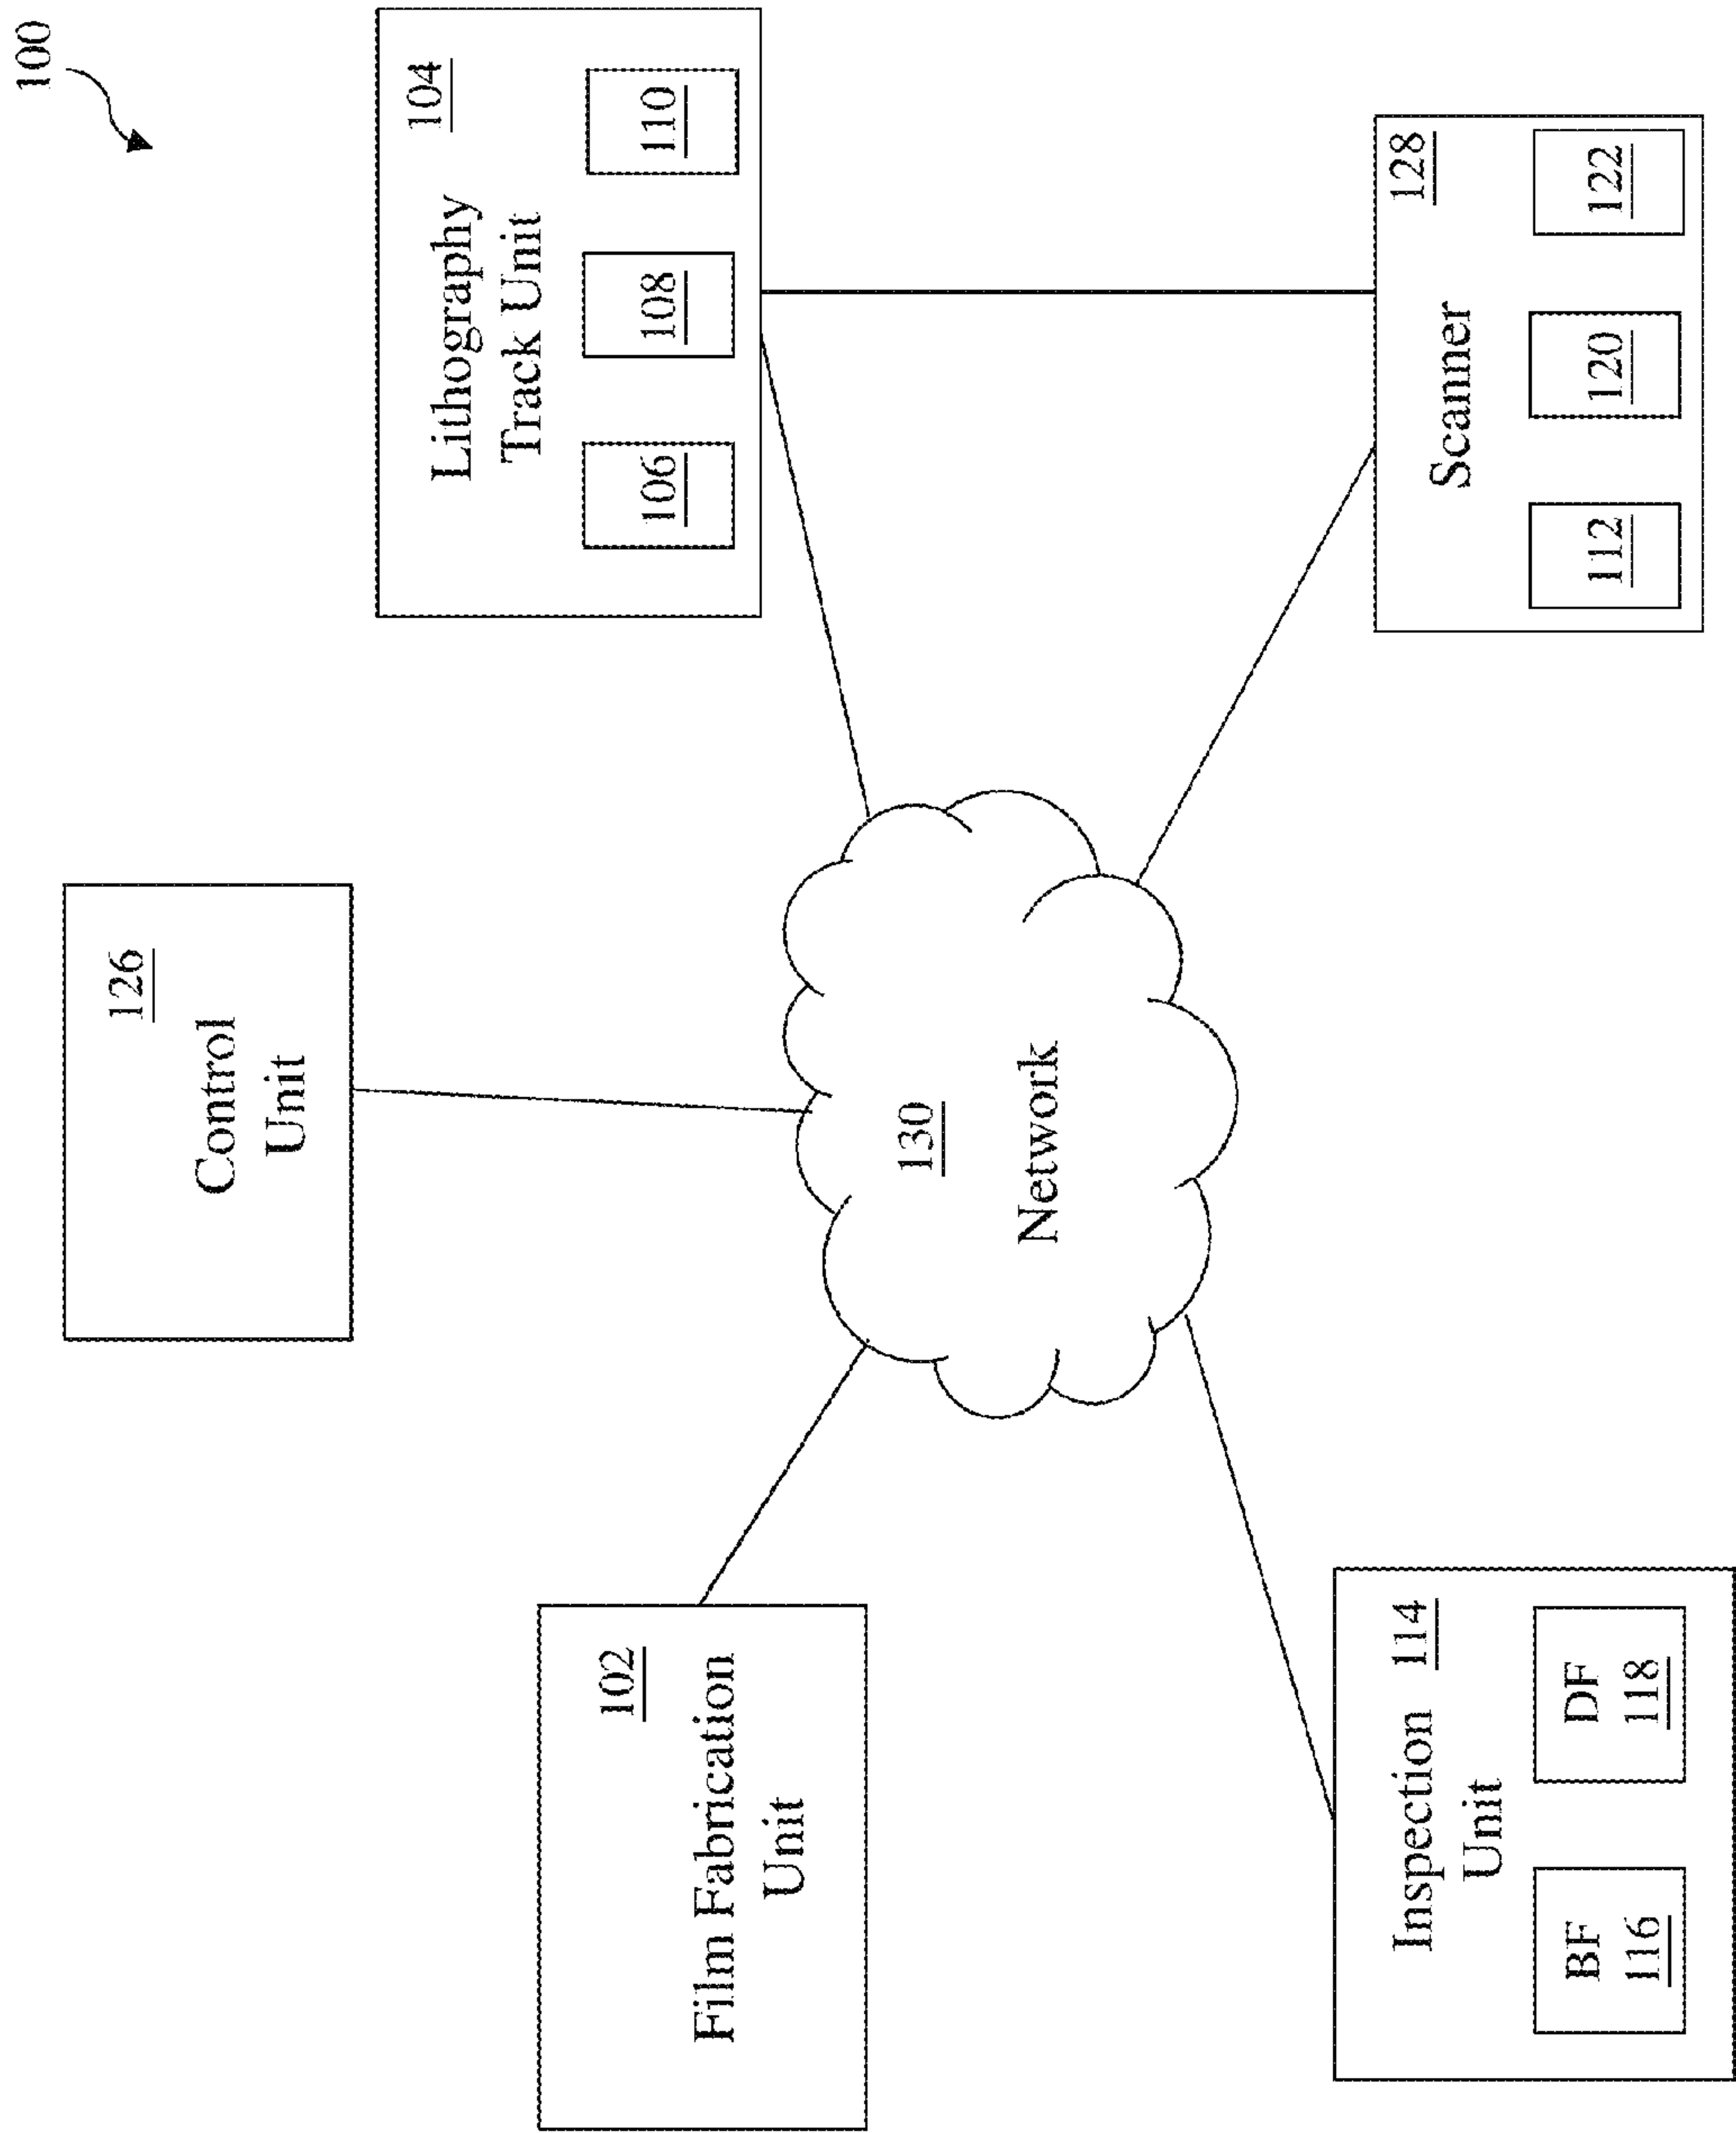 100
126
Control
Unit
102
Film Fabrication
Unit
104
Lithography
Track Unit
106
108
110
130
Network
Inspection 114
Unit
BF
116
DF
118
128
Scanner
112
120
122